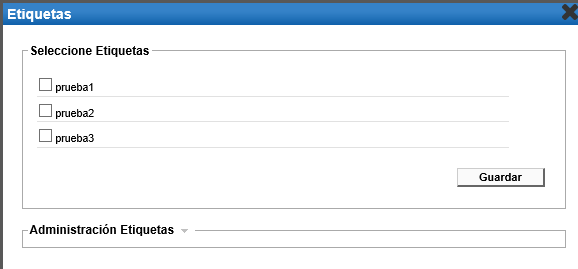 Etiquetas
Seleccione Etiquetas
prueba1
prueba2
prueba3
Guardar
Administración Etiquetas